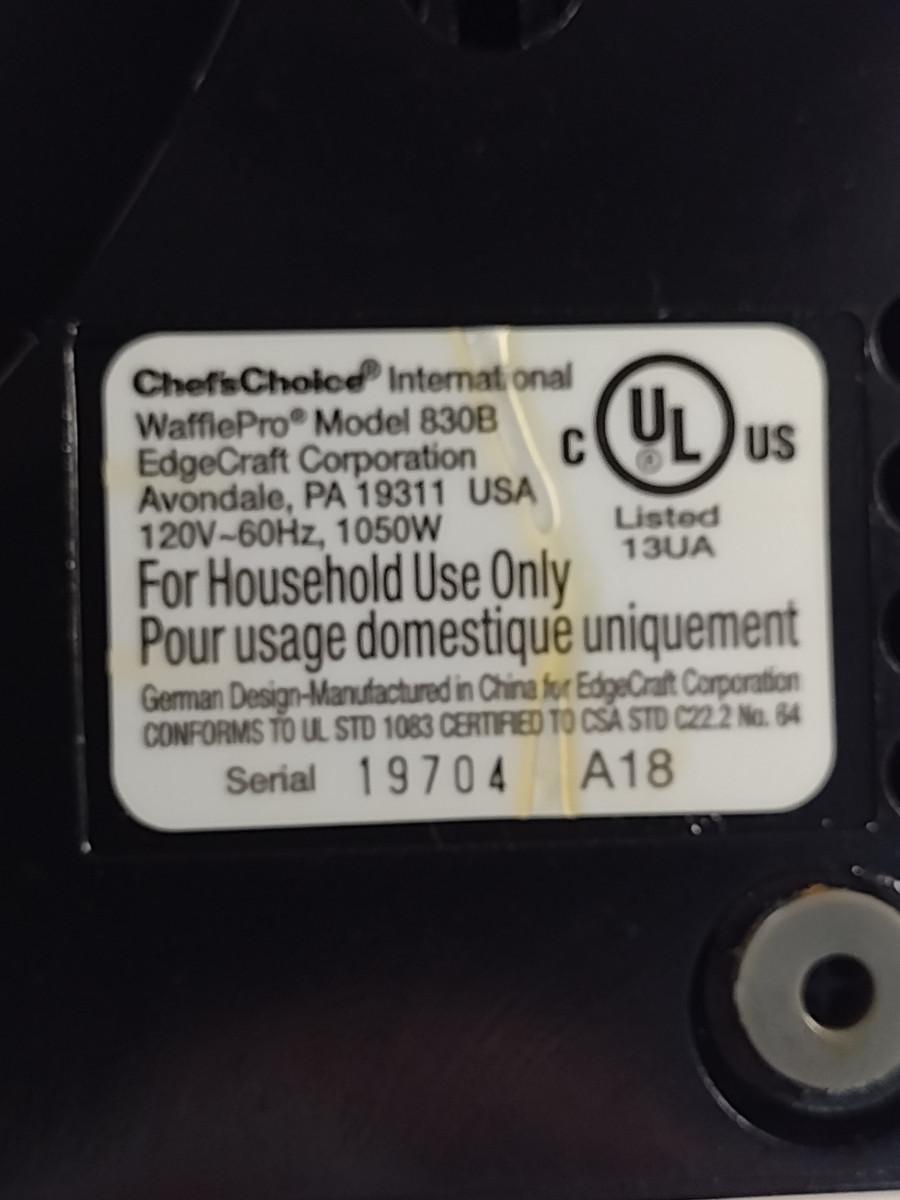 Chef'sChoice® International
WafflePro® Model 830B
EdgeCraft Corporation
Avondale, PA 19311 USA
120V~60Hz, 1050W
C UL® US
Listed
13UA
For Household Use Only
Pour usage domestique uniquement
German Design-Manufactured in China for EdgeCraft Corporation
CONFORMS TO UL STD 1083 CERTIFIED TO CSA STD C22.2 No. 64
Serial 19704 A18